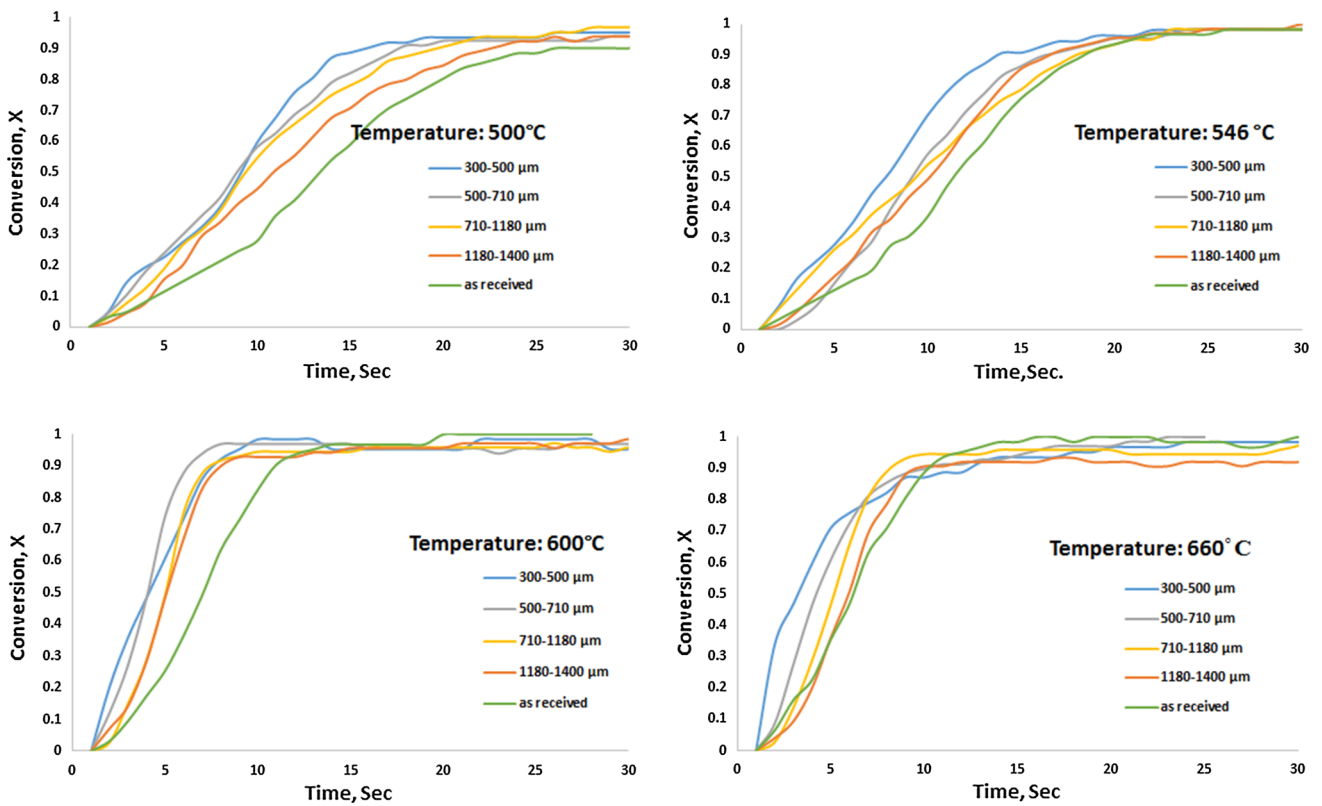 Conversion, X
1
0.9
0.8
0.7
0.6
0.5
0.4
0.3
0.2
0.1
0
0 5 10 15 20 25 30
Time, Sec
Temperature: 500°C
300-500 µm
500-710 µm
710-1180 µm
1180-1400 µm
as received
Conversion, X
1
0.9
0.8
0.7
0.6
0.5
0.4
0.3
0.2
0.1
0
0 5 10 15 20 25 30
Time,Sec.
Temperature: 546 °C
300-500 µm
500-710 µm
710-1180 µm
1180-1400 µm
as received
Conversion, X
1
0.9
0.8
0.7
0.6
0.5
0.4
0.3
0.2
0.1
0
0 5 10 15 20 25 30
Time, Sec
Temperature: 600°C
300-500 µm
500-710 µm
710-1180 µm
1180-1400 µm
as received
Conversion, X
1
0.9
0.8
0.7
0.6
0.5
0.4
0.3
0.2
0.1
0
0 5 10 15 20 25 30
Time, Sec
Temperature: 660°C
300-500 µm
500-710 µm
710-1180 µm
1180-1400 µm
as received